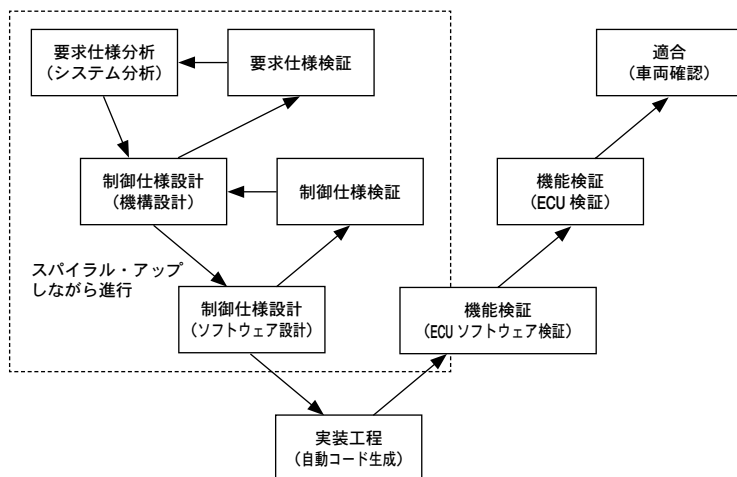 要求仕様分析
（システム分析）
要求仕様検証
適合
（車両確認）
制御仕様設計
（機構設計）
制御仕様検証
機能検証
（ECU 検証）
スパイラル・アップ
しながら進行
制御仕様設計
（ソフトウェア設計）
機能検証
（ECU ソフトウェア検証）
実装工程
（自動コード生成）